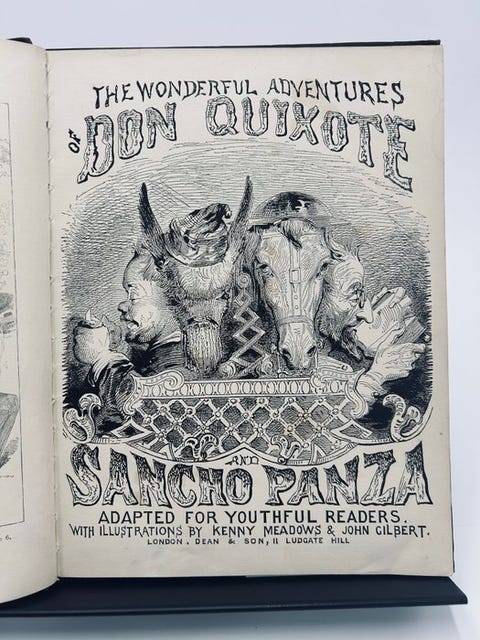 THE WONDERFUL ADVENTURES
OF
DON QUIXOTE
AND
SANCHO PANZA
ADAPTED FOR YOUTHFUL READERS.
WITH ILLUSTRATIONS BY KENNY MEADOWS & JOHN GILBERT.
LONDON, DEAN & SON, 11 LUDGATE HILL
6.